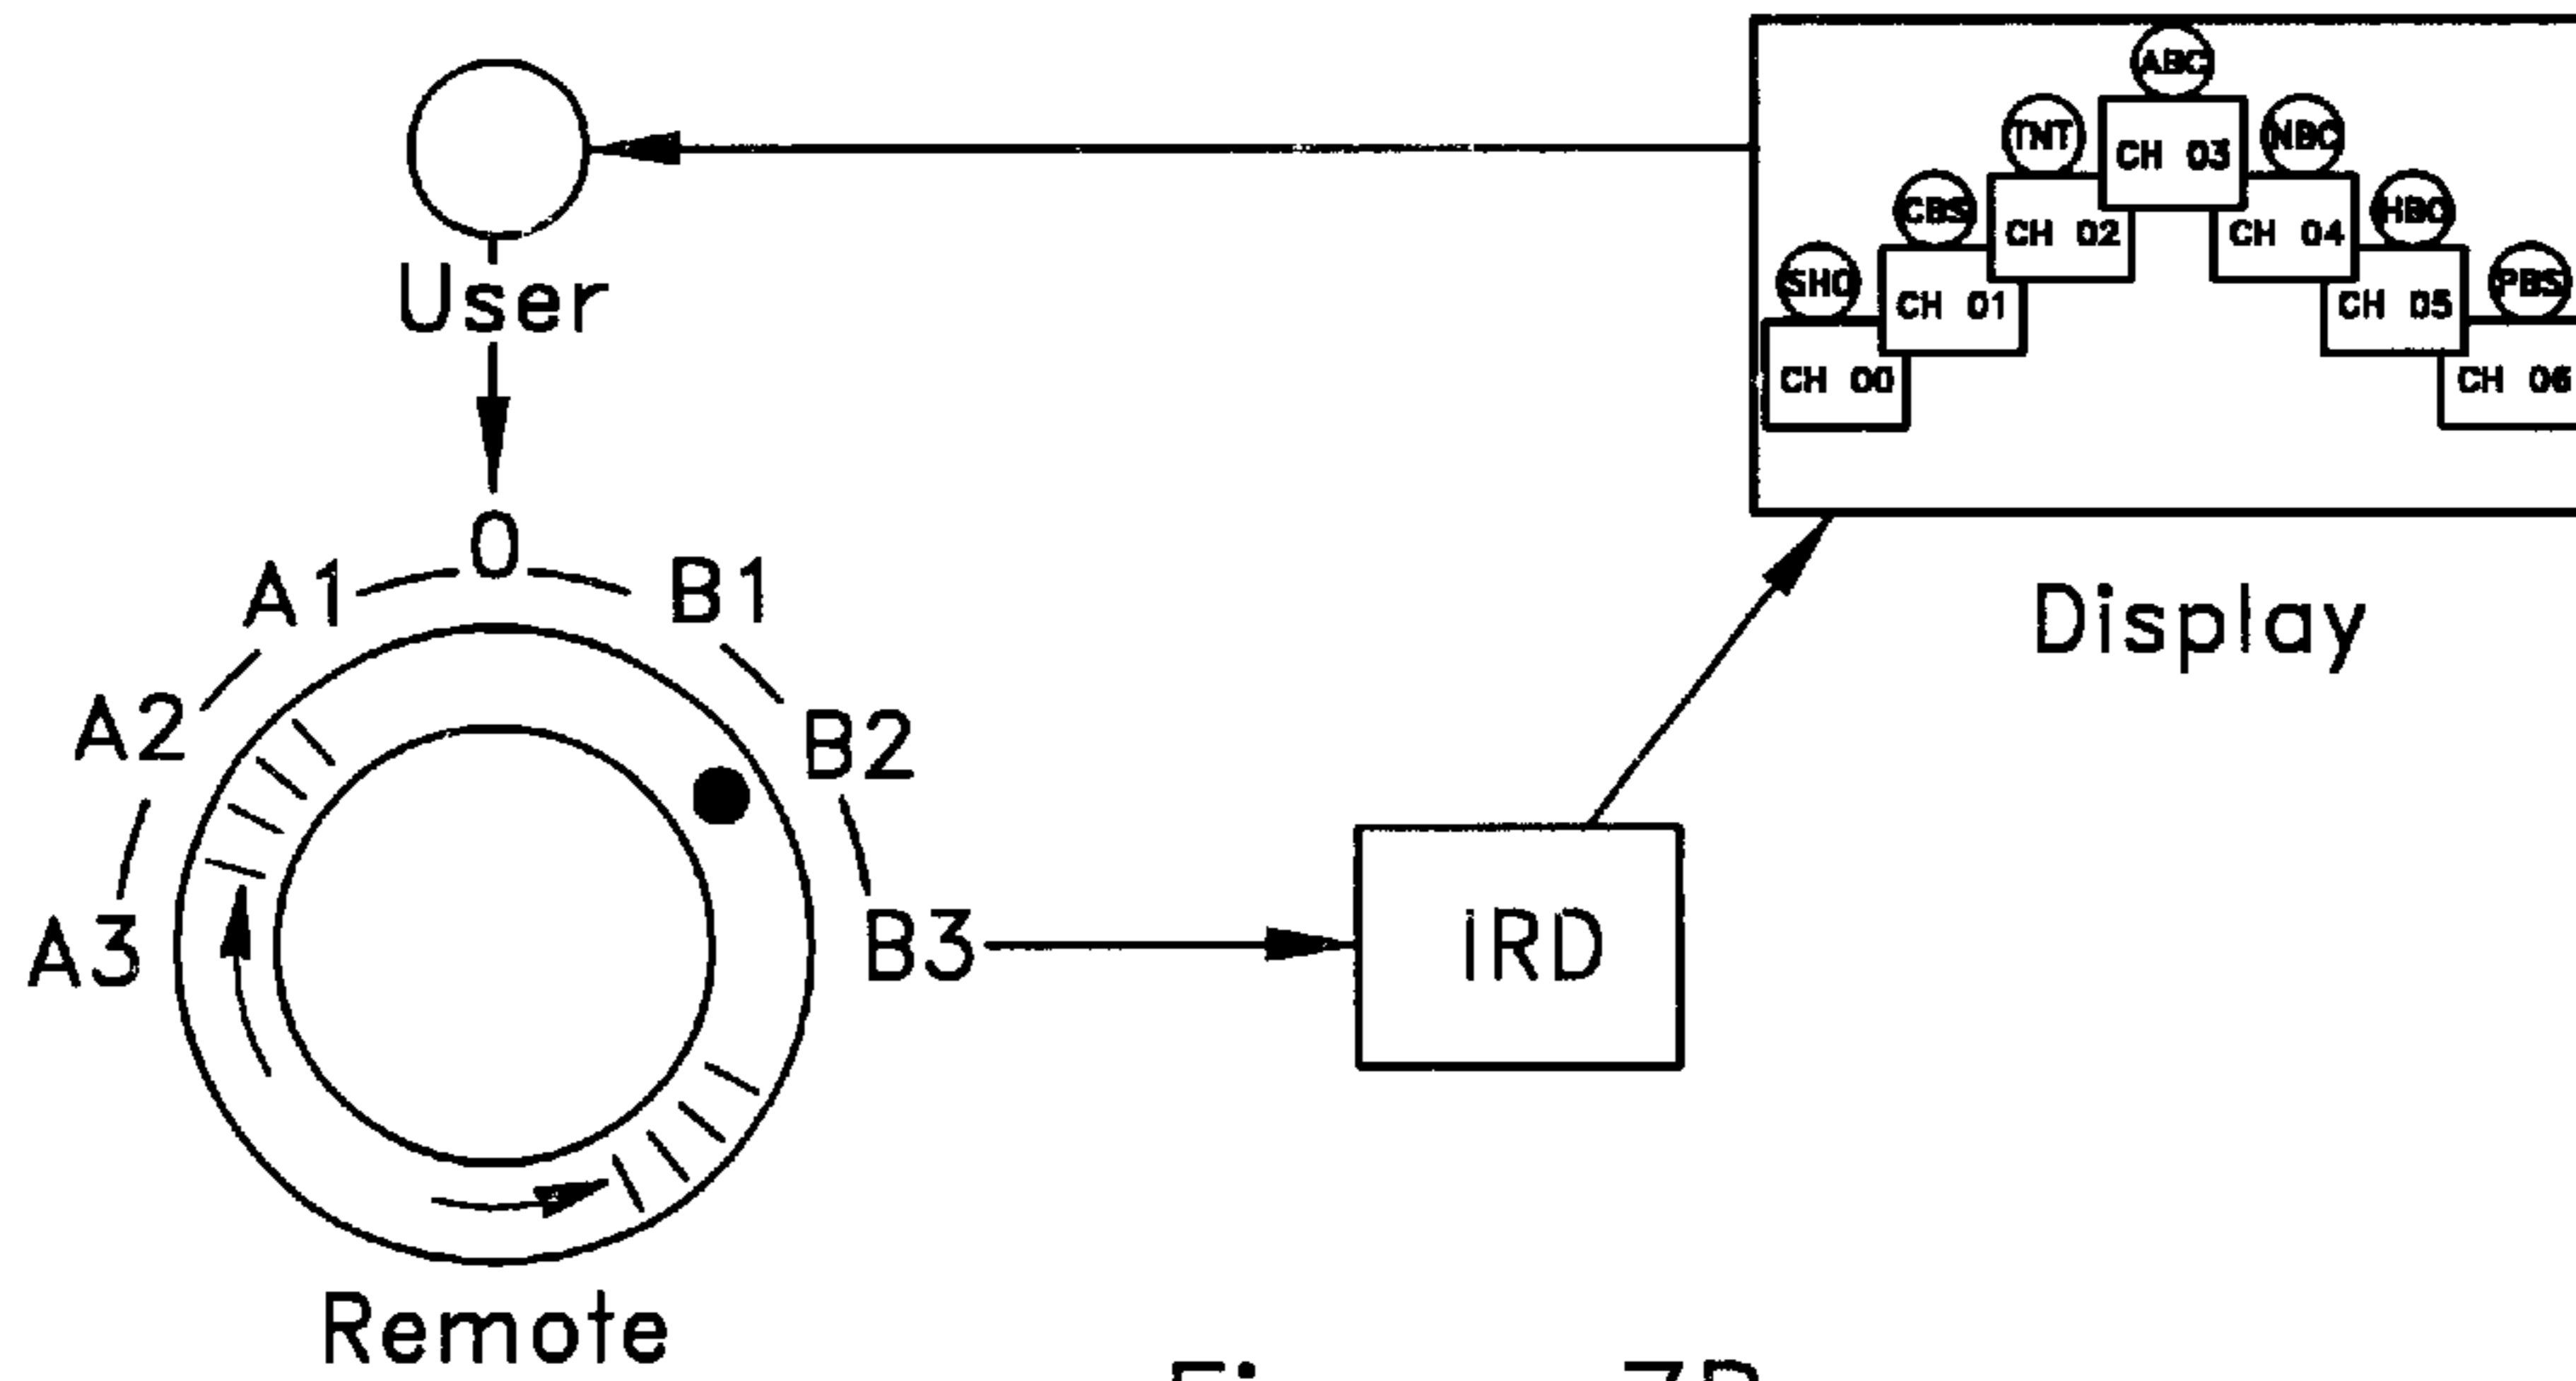 ABC
TNT
NBC
CH 03
CBS
HBO
CH 02
CH 04
SHO
PBS
CH 01
CH 05
CH 00
CH 06
User
0
A1
B1
Display
A2
B2
A3
B3
IRD
Remote